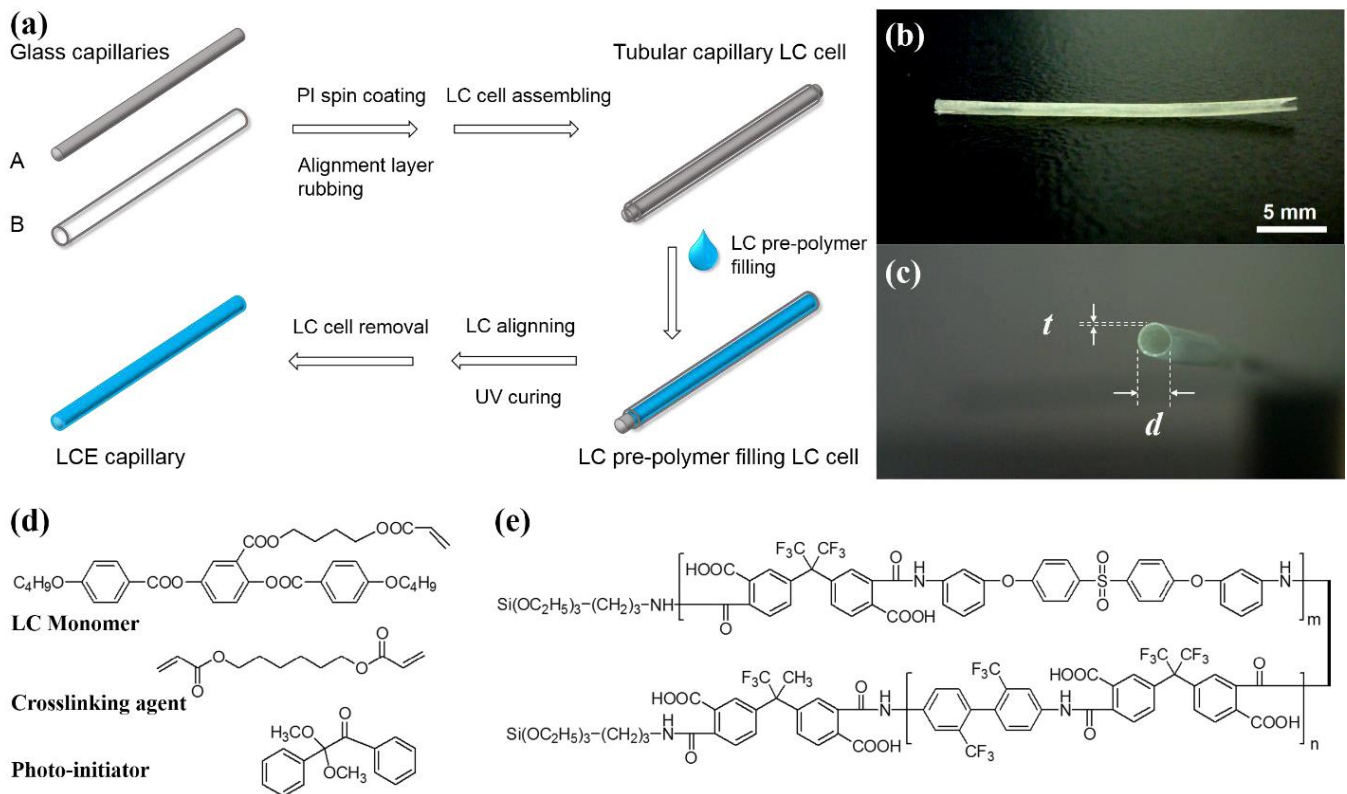 (a)
Glass capillaries
A
B
PI spin coating
Alignment layer
rubbing
LC cell assembling
Tubular capillary LC cell
LC pre-polymer
filling
LC pre-polymer filling LC cell
LC alignning
UV curing
LC cell removal
LCE capillary
(b)
5 mm
(c)
t
d
(d)
COO
OOC
C₄H₉O
COO
OOC
OC₄H₉
LC Monomer
O
O
O
O
Crosslinking agent
H₃CO
O
OCH₃
Photo-initiator
(e)
F₃C
CF₃
HOOC
O
N
H
O
O
S
O
O
O
H
N
m
Si(OC₂H₅)₃–(CH₂)₃–NH
O
COOH
F₃C
CH₃
HOOC
O
N
H
F₃C
CF₃
HOOC
O
CF₃
N
H
O
COOH
n
Si(OC₂H₅)₃–(CH₂)₃
NH
O
COOH
CF₃